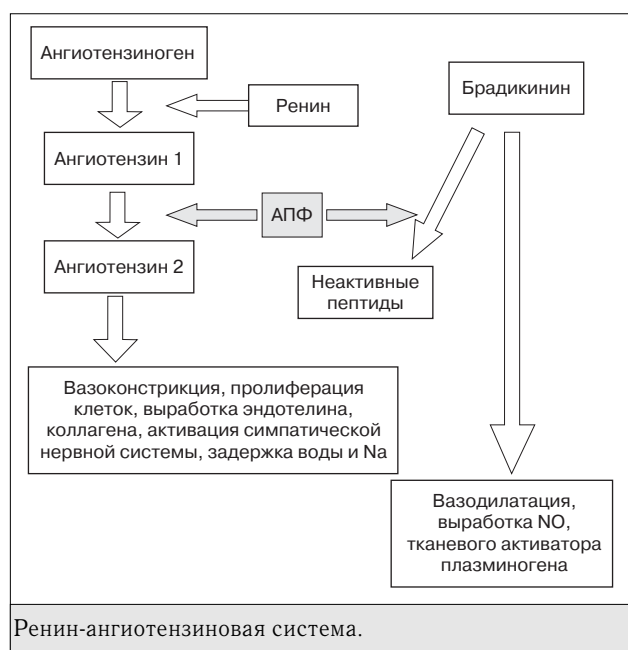 Ангиотензиноген
Ренин
Брадикинин
Ангиотензин 1
АПФ
Ангиотензин 2
Неактивные
пептиды
Вазоконстрикция, пролиферация
клеток, выработка эндотелина,
коллагена, активация симпатической
нервной системы, задержка воды и Na
Вазодилатация,
выработка NO,
тканевого активатора
плазминогена
Ренин-ангиотензиновая система.